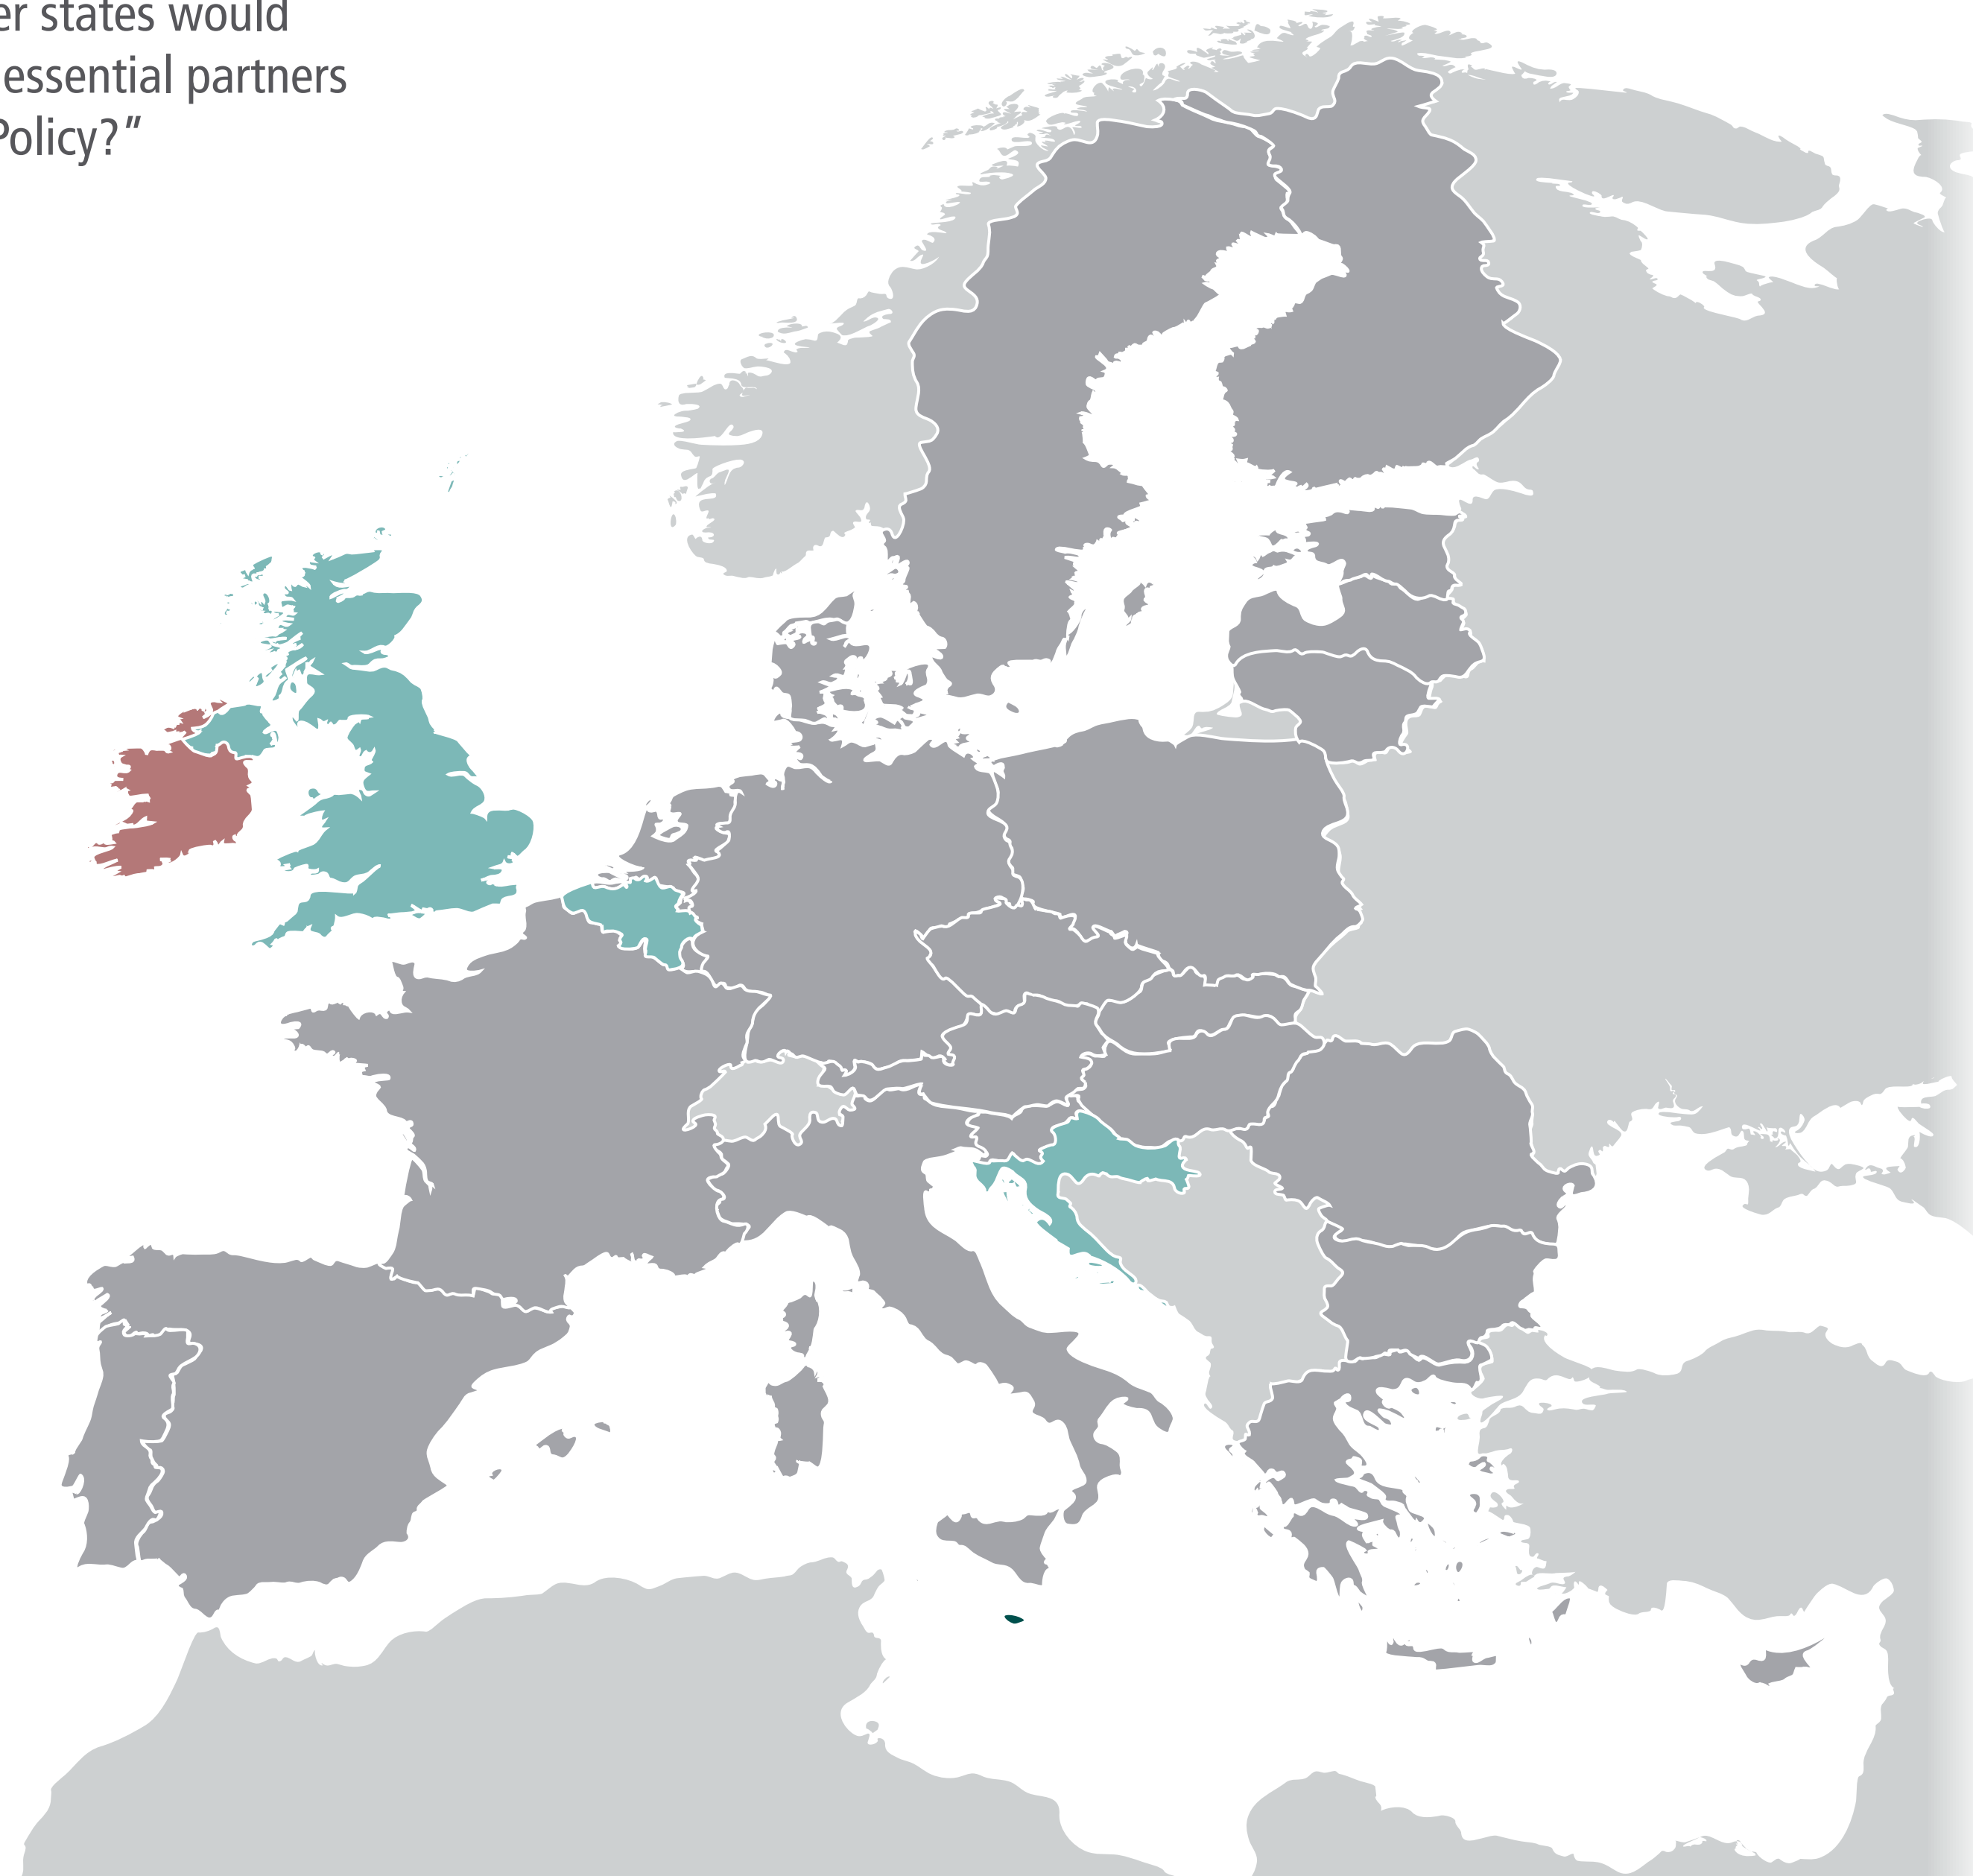 er states would
essential partners
Policy?”